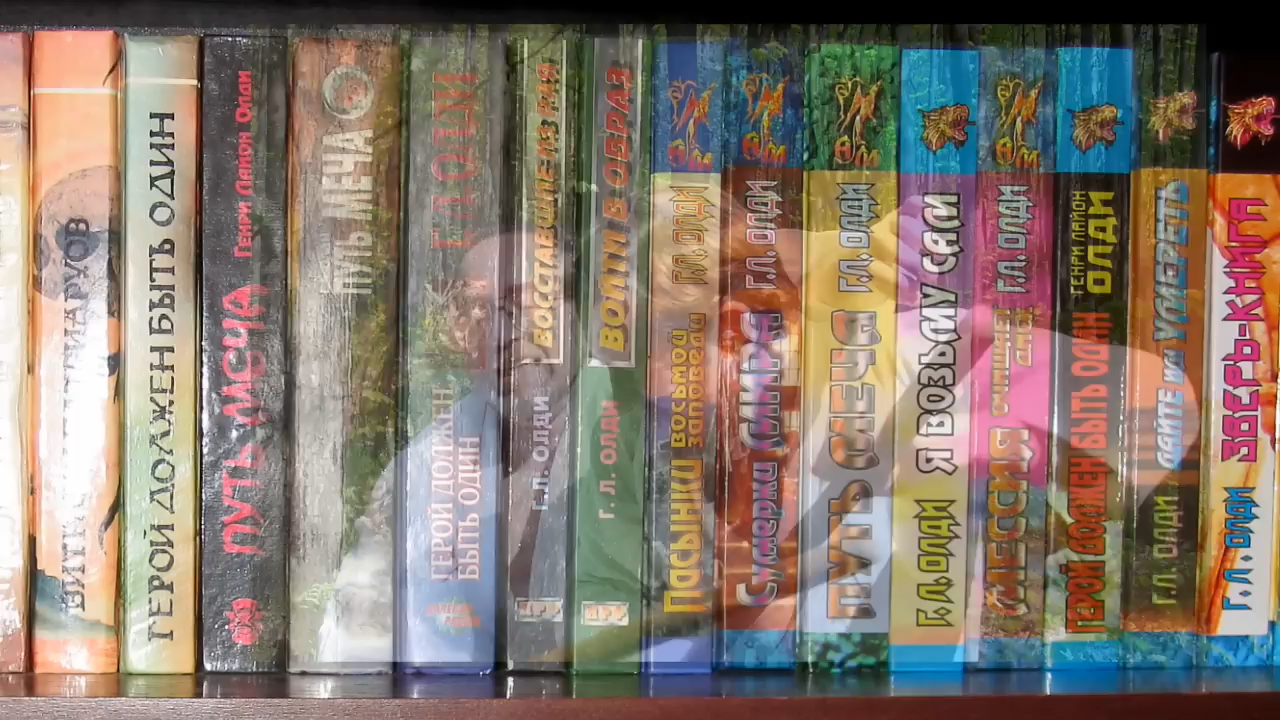 ГЕРОЙ ДОЛЖЕН БЫТЬ ОДИН
ПУТЬ МЕЧА
Генри Лайон Олди
ПУТЬ МЕЧА
Г.Л.ОЛДИ
ГЕРОЙ ДОЛЖЕН
БЫТЬ ОДИН
Г.Л. ОЛДИ
ВОССТАВШИЕ ИЗ РАЯ
Г. Л. ОЛДИ
ВОЙТИ В ОБРАЗ
Пасынки восьмой
заповеди
Г.Л. ОЛДИ
Сумерки мира
Г.Л. ОЛДИ
ПУТЬ МЕЧА
Г.Л. ОЛДИ
Г.Л.ОЛДИ
Я ВОЗЬМУ САМ
МЕССИЯ
ОЧИЩАЕТ
ДИСК
Г.Л. ОЛДИ
ГЕРОЙ ДОЛЖЕН БЫТЬ ОДИН
ГЕНРИ ЛАЙОН
ОЛДИ
Г.Л. ОЛДИ
ДАЙТЕ им УМЕРЕТЬ
Г.Л. ОЛДИ
ЗВЕРЬ-КНИГА